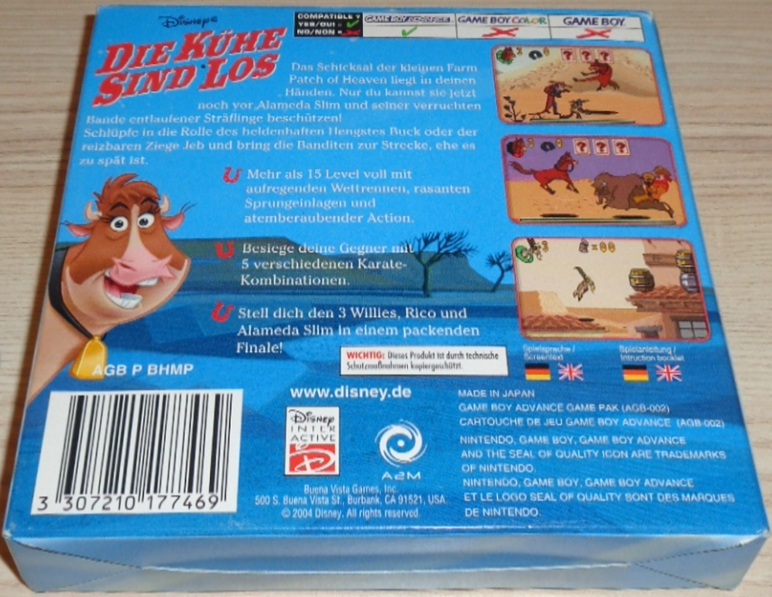 Disney's
DIE KÜHE
SIND LOS
COMPATIBLE ?
YES/OUI =
NO/NON =
GAME BOY ADVANCE
GAME BOY COLOR
GAME BOY
Das Schicksal der kleinen Farm
Patch of Heaven liegt in deinen
Händen. Nur du kannst sie jetzt
noch vor Alameda Slim und seiner verruchten
Bande entlaufener Sträflinge beschützen!
Schlüpfe in die Rolle des heldenhaften Hengstes Buck oder der
reizbaren Ziege Jeb und bring die Banditen zur Strecke, ehe es
zu spät ist.
Mehr als 15 Level voll mit
aufregenden Wettrennen, rasanten
Sprungeinlagen und
atemberaubender Action.
Besiege deine Gegner mit
5 verschiedenen Karate-
Kombinationen.
Stell dich den 3 Willies, Rico und
Alameda Slim in einem packenden
Finale!
? ? ?
? ? ?
WICHTIG: Dieses Produkt ist durch technische
Schutzmaßnahmen kopiergeschützt.
Spielsprache /
Screentext
Spielanleitung /
Intruction booklet
AGB P BHMP
www.disney.de
DISNEY
INTER
ACTIVE
A2M
Buena Vista Games, Inc.
500 S. Buena Vista St., Burbank, CA 91521, USA.
© 2004 Disney. All rights reserved.
3 307210 177469
MADE IN JAPAN
GAME BOY ADVANCE GAME PAK (AGB-002)
CARTOUCHE DE JEU GAME BOY ADVANCE (AGB-002)
NINTENDO, GAME BOY, GAME BOY ADVANCE
AND THE SEAL OF QUALITY ICON ARE TRADEMARKS
OF NINTENDO.
NINTENDO, GAME BOY, GAME BOY ADVANCE
ET LE LOGO SEAL OF QUALITY SONT DES MARQUES
DE NINTENDO.